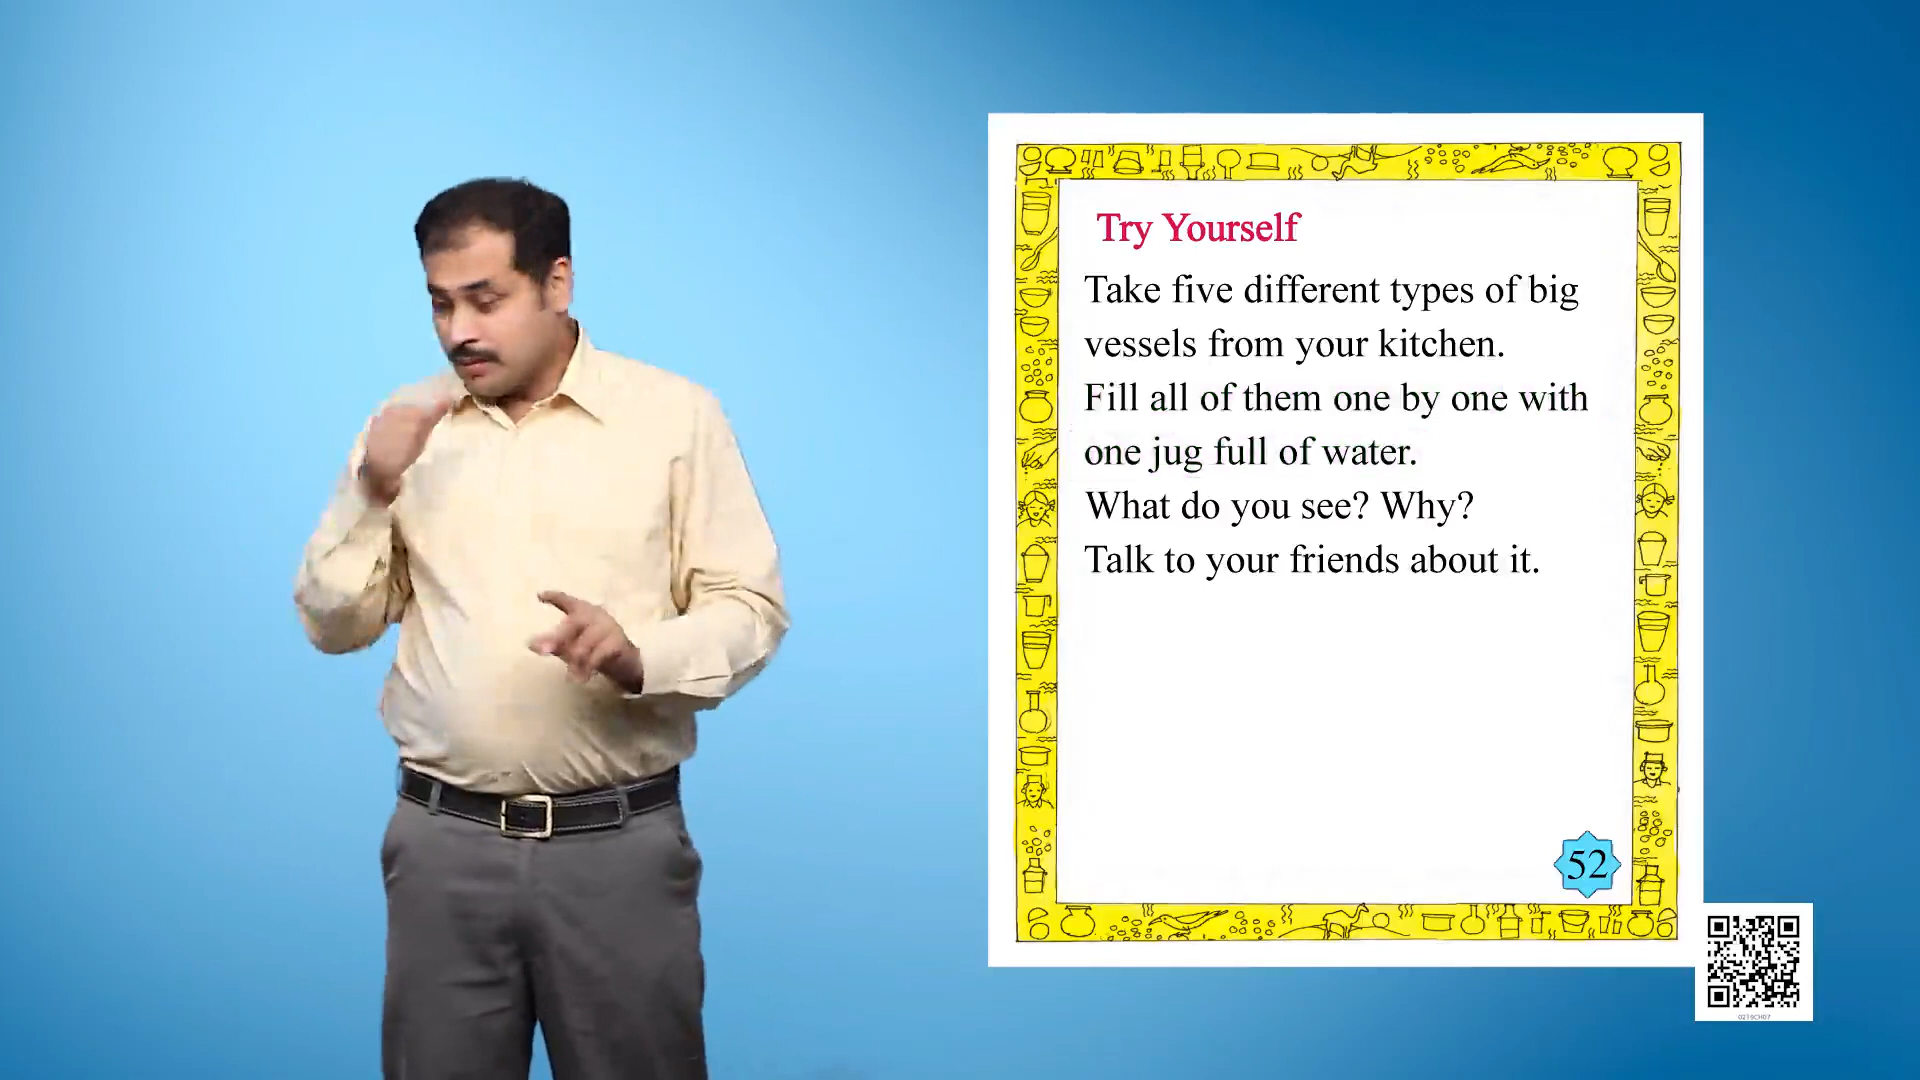 Try Yourself
Take five different types of big
vessels from your kitchen.
Fill all of them one by one with
one jug full of water.
What do you see? Why?
Talk to your friends about it.
52
0219CH07